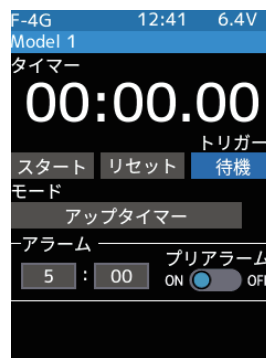 F-4G 12:41 6.4V
Model 1
タイマー
00:00.00
トリガー
スタート リセット 待機
モード
アップタイマー
アラーム
プリアラーム
5 : 00 ON OFF